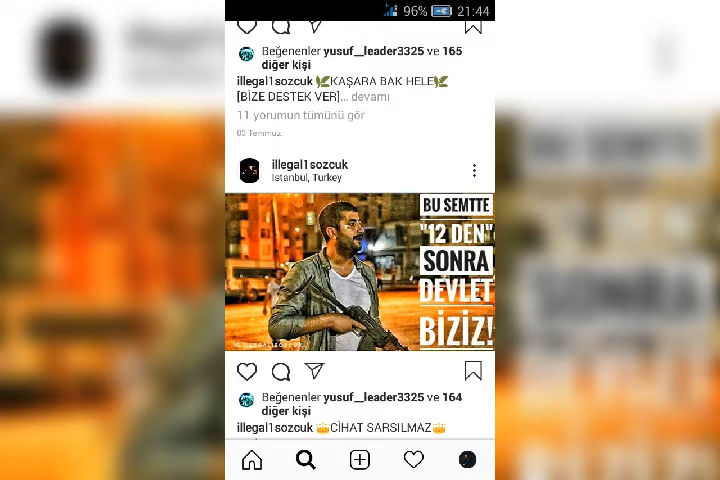 96% 21:44
Beğenenler yusuf__leader3325 ve 165
diğer kişi
illegal1sozcuk 🌿KAŞARA BAK HELE🌿
[BİZE DESTEK VER]... devamı
11 yorumun tümünü gör
03 Temmuz
illegal1sozcuk
Istanbul, Turkey
BU SEMTTE
"12 DEN"
SONRA
DEVLET
BİZİZ!
Beğenenler yusuf__leader3325 ve 164
diğer kişi
illegal1sozcuk 👑CİHAT SARSILMAZ👑